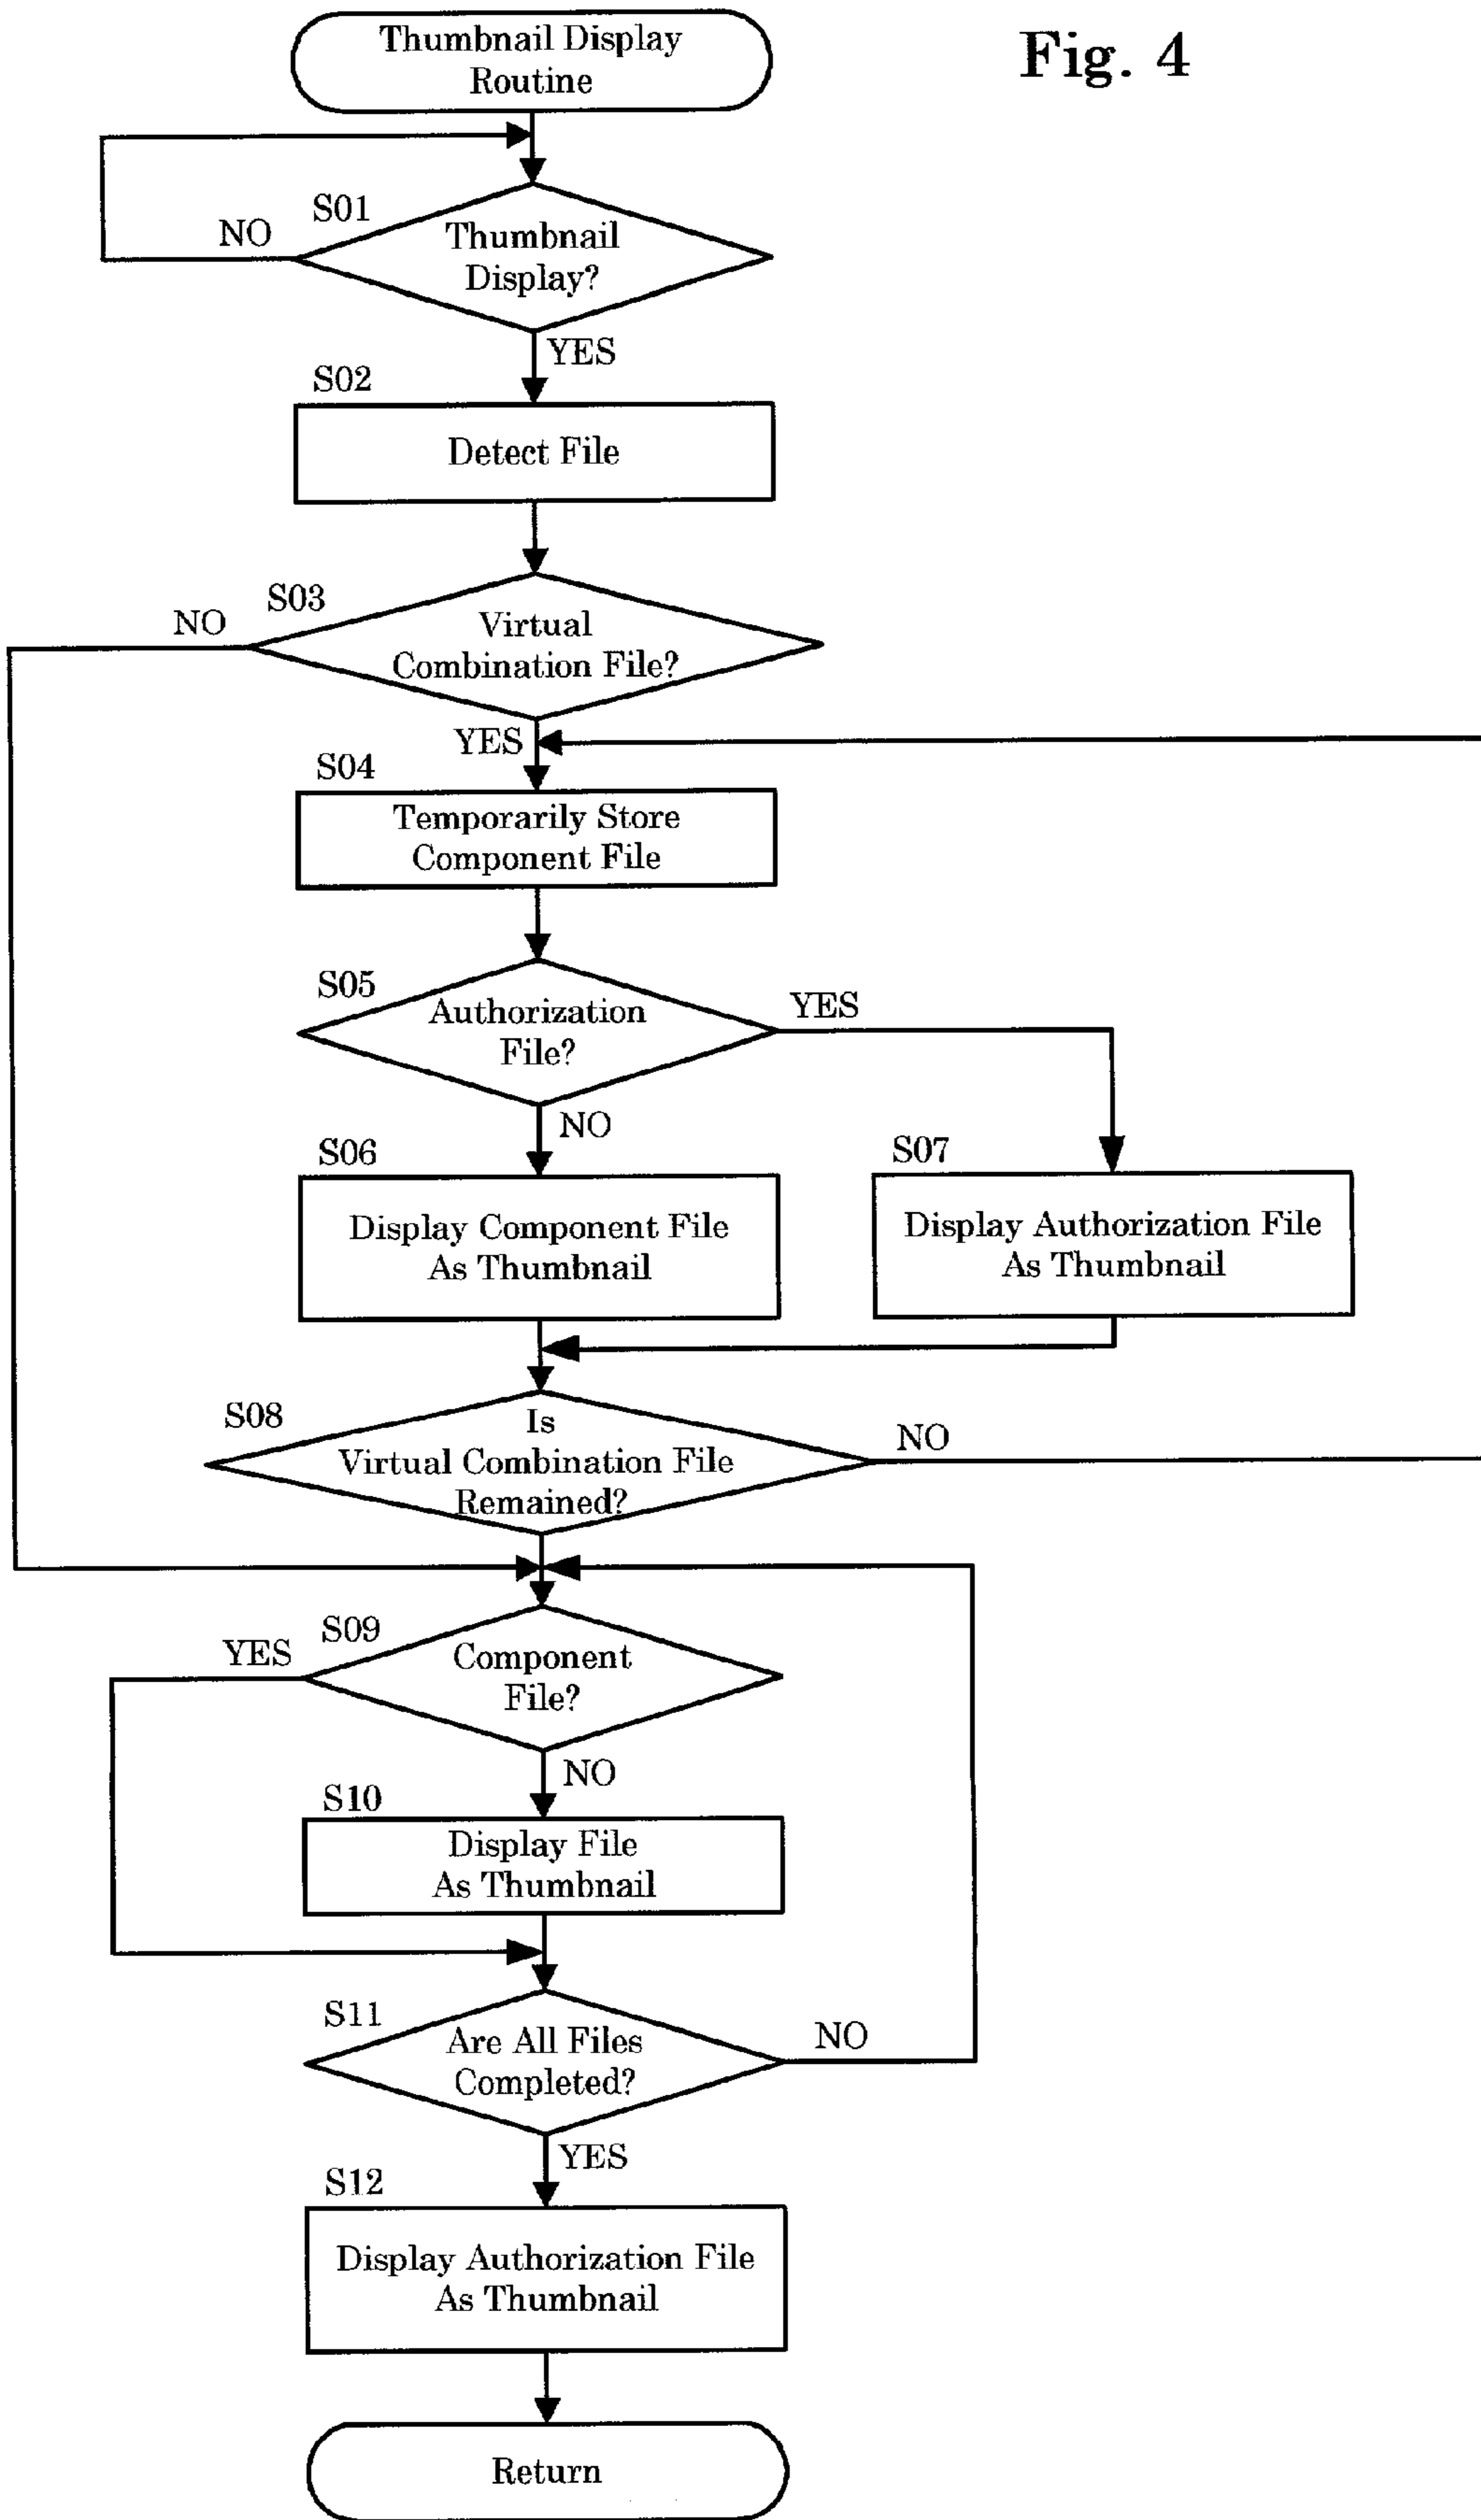 Thumbnail Display
Routine
Fig. 4
S01
NO
Thumbnail
Display?
YES
S02
Detect File
S03
NO
Virtual
Combination File?
YES
S04
Temporarily Store
Component File
S05
Authorization
File?
YES
NO
S06
Display Component File
As Thumbnail
S07
Display Authorization File
As Thumbnail
S08
Is
Virtual Combination File
Remained?
NO
S09
YES
Component
File?
NO
S10
Display File
As Thumbnail
S11
Are All Files
Completed?
NO
YES
S12
Display Authorization File
As Thumbnail
Return